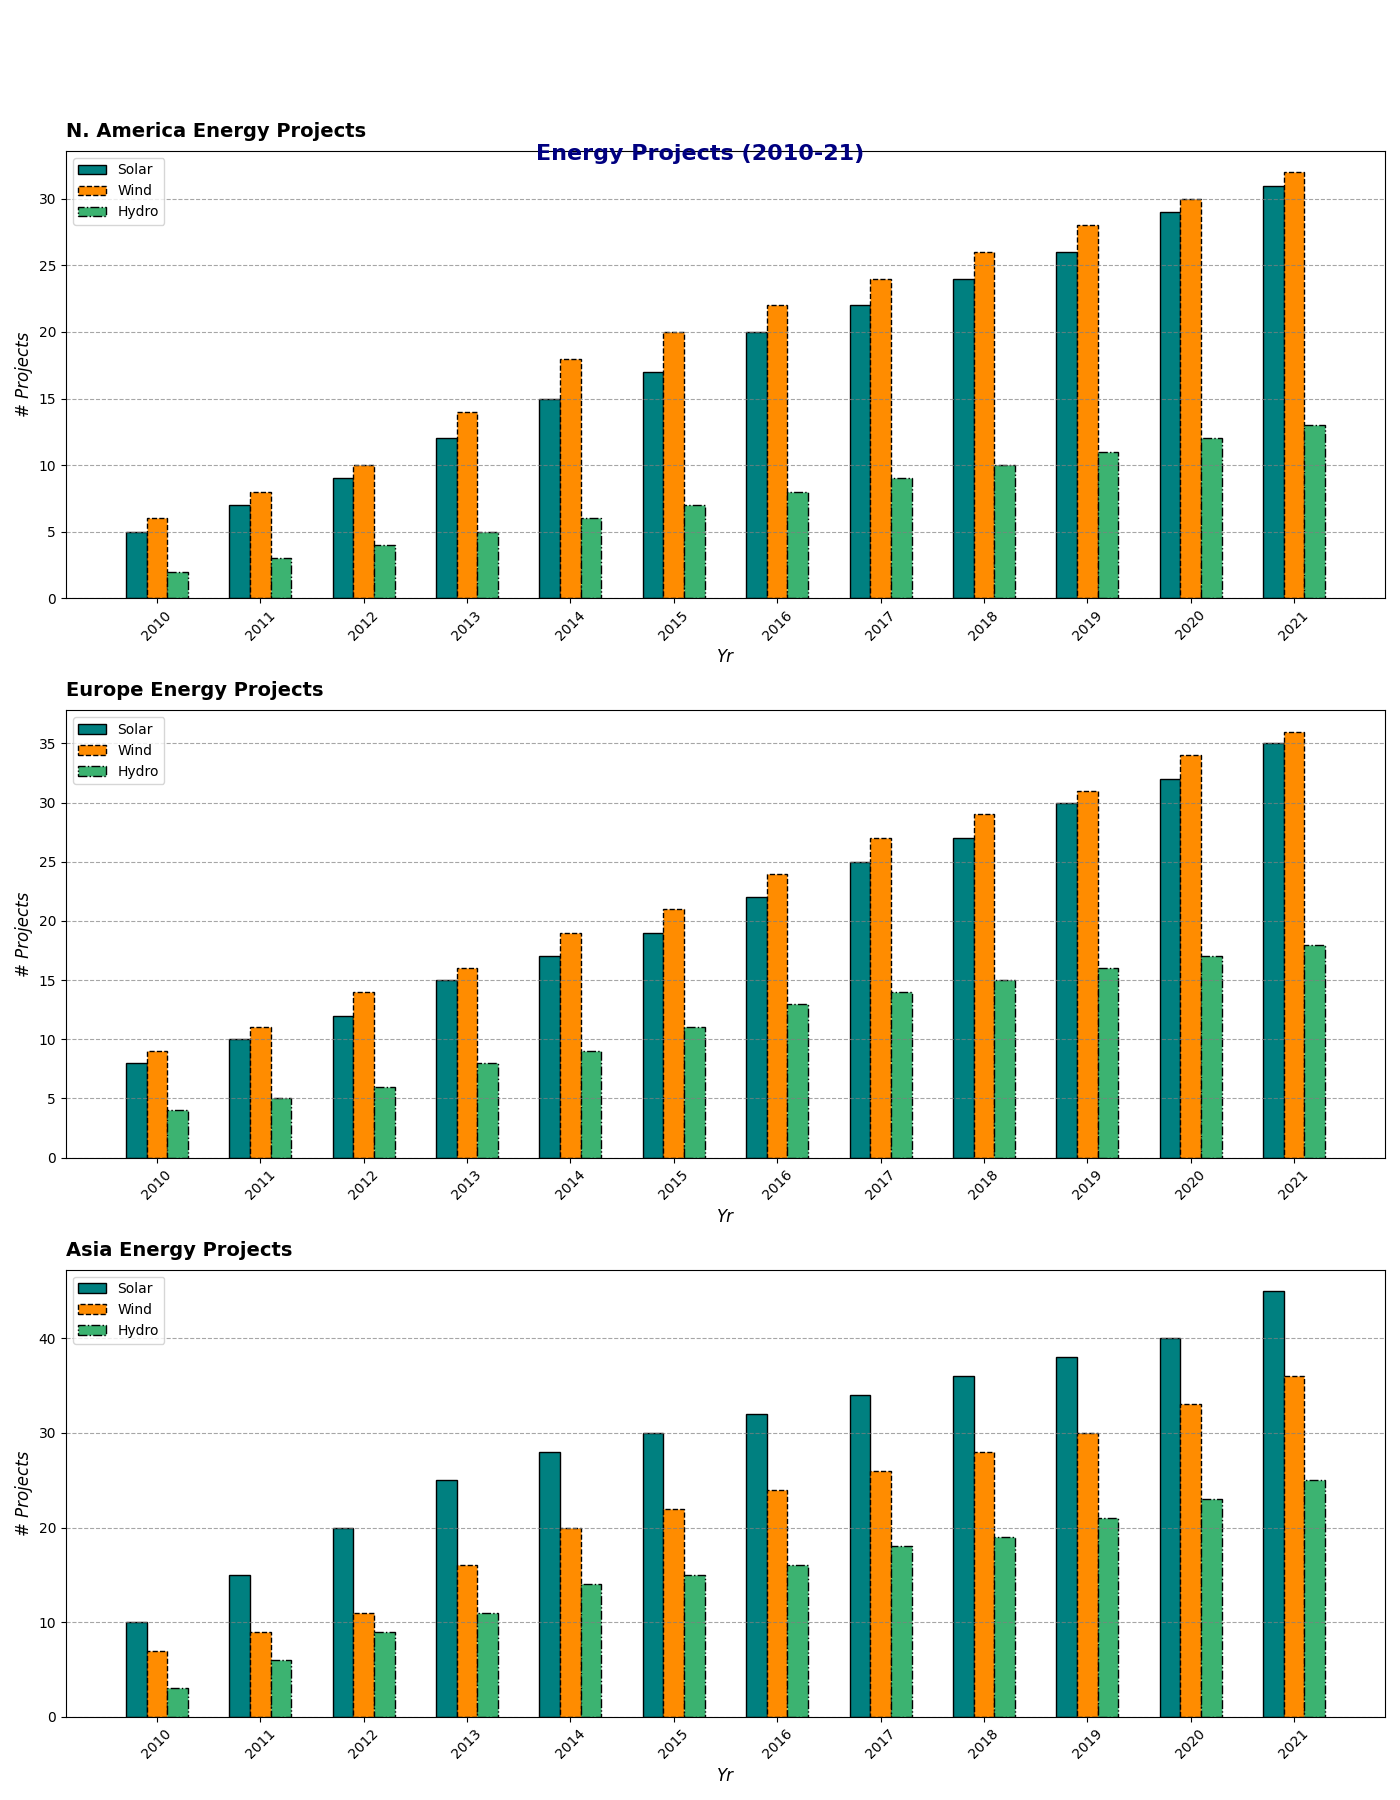 N. America Energy Projects
Energy Projects (2010-21)
Solar
Wind
Hydro
30
25
20
15
10
5
0
# Projects
2010 2011 2012 2013 2014 2015 2016 2017 2018 2019 2020 2021
Yr
Europe Energy Projects
Solar
Wind
Hydro
35
30
25
20
15
10
5
0
# Projects
2010 2011 2012 2013 2014 2015 2016 2017 2018 2019 2020 2021
Yr
Asia Energy Projects
Solar
Wind
Hydro
40
30
20
10
0
# Projects
2010 2011 2012 2013 2014 2015 2016 2017 2018 2019 2020 2021
Yr